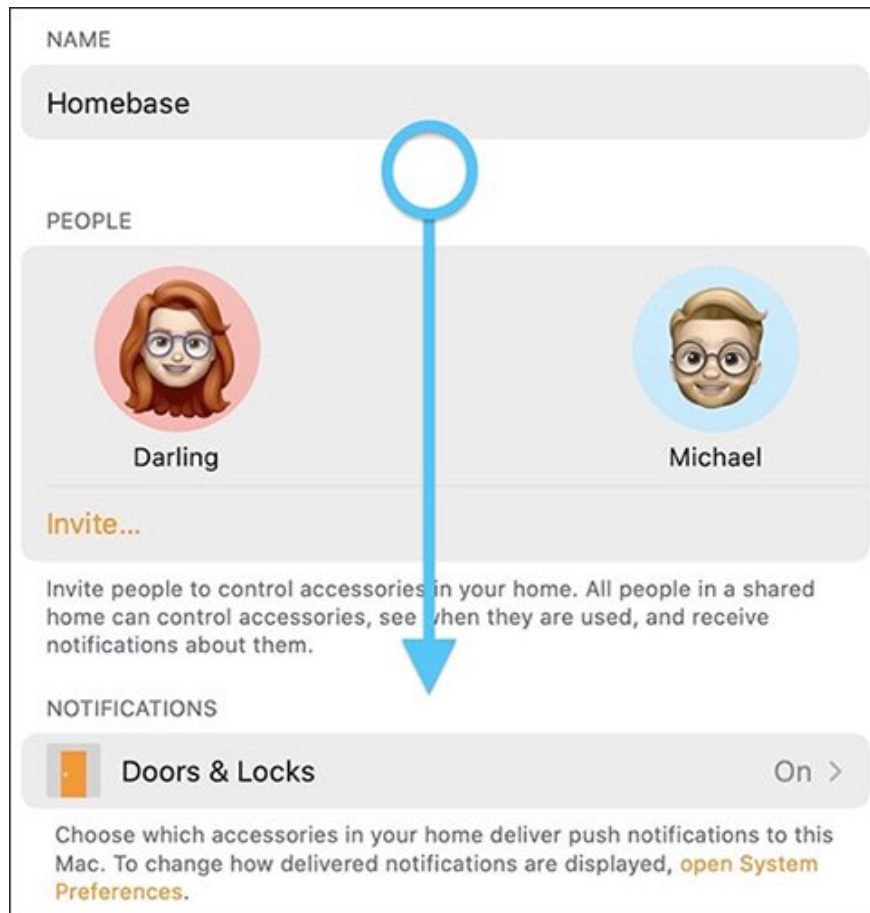 NAME
Homebase
PEOPLE
Darling
Michael
Invite...
Invite people to control accessories in your home. All people in a shared
home can control accessories, see when they are used, and receive
notifications about them.
NOTIFICATIONS
Doors & Locks
On >
Choose which accessories in your home deliver push notifications to this
Mac. To change how delivered notifications are displayed, open System
Preferences.